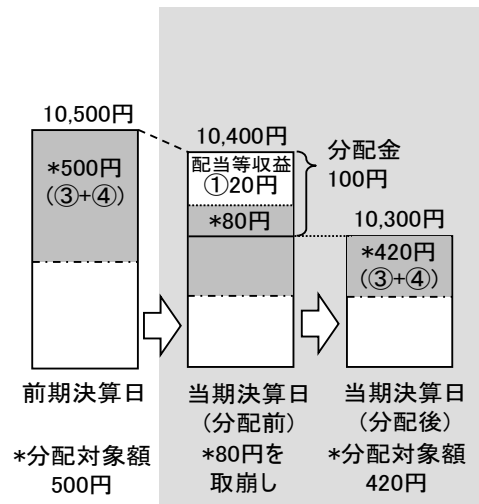 10,500円
*500円
(③+④)
前期決算日
*分配対象額
500円
10,400円
配当等収益
①20円
*80円
分配金
100円
当期決算日
(分配前)
*80円を
取崩し
10,300円
*420円
(③+④)
当期決算日
(分配後)
*分配対象額
420円